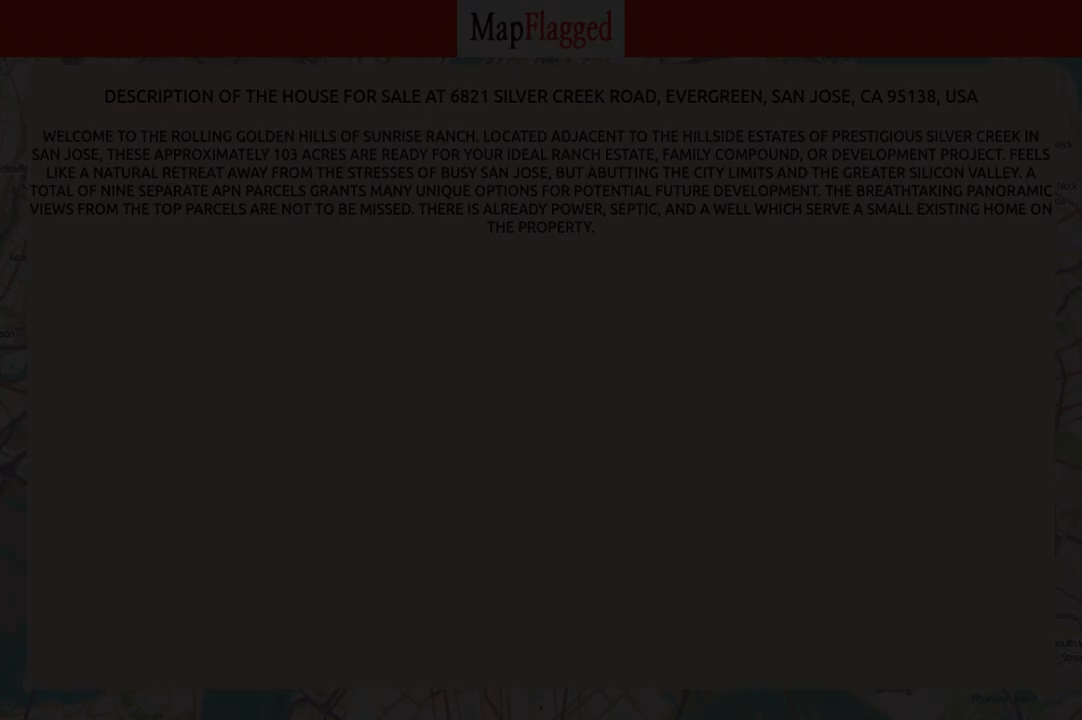 MapFlagged
DESCRIPTION OF THE HOUSE FOR SALE AT 6821 SILVER CREEK ROAD, EVERGREEN, SAN JOSE, CA 95138, USA
WELCOME TO THE ROLLING GOLDEN HILLS OF SUNRISE RANCH. LOCATED ADJACENT TO THE HILLSIDE ESTATES OF PRESTIGIOUS SILVER CREEK IN
SAN JOSE, THESE APPROXIMATELY 103 ACRES ARE READY FOR YOUR IDEAL RANCH ESTATE, FAMILY COMPOUND, OR DEVELOPMENT PROJECT. FEELS
LIKE A NATURAL RETREAT AWAY FROM THE STRESSES OF BUSY SAN JOSE, BUT ABUTTING THE CITY LIMITS AND THE GREATER SILICON VALLEY. A
TOTAL OF NINE SEPARATE APN PARCELS GRANTS MANY UNIQUE OPTIONS FOR POTENTIAL FUTURE DEVELOPMENT. THE BREATHTAKING PANORAMIC
VIEWS FROM THE TOP PARCELS ARE NOT TO BE MISSED. THERE IS ALREADY POWER, SEPTIC, AND A WELL WHICH SERVE A SMALL EXISTING HOME ON
THE PROPERTY.